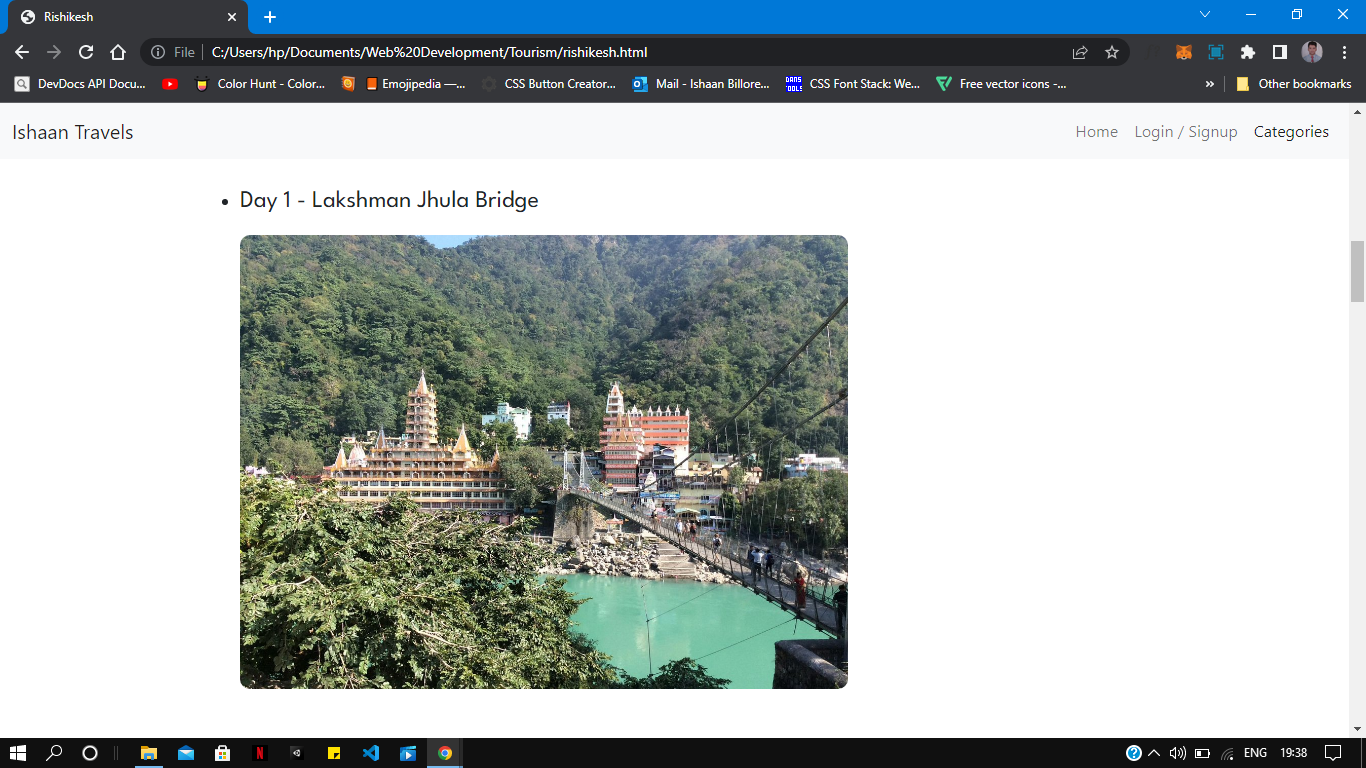 Rishikesh
File
C:/Users/hp/Documents/Web%20Development/Tourism/rishikesh.html
DevDocs API Docu...
Color Hunt - Color...
Emojipedia —...
CSS Button Creator...
DANS
TOOLS
Mail - Ishaan Billore...
CSS Font Stack: We...
Free vector icons -...
»
Other bookmarks
Ishaan Travels
Home
Login / Signup
Categories
• Day 1 - Lakshman Jhula Bridge
ENG
19:38